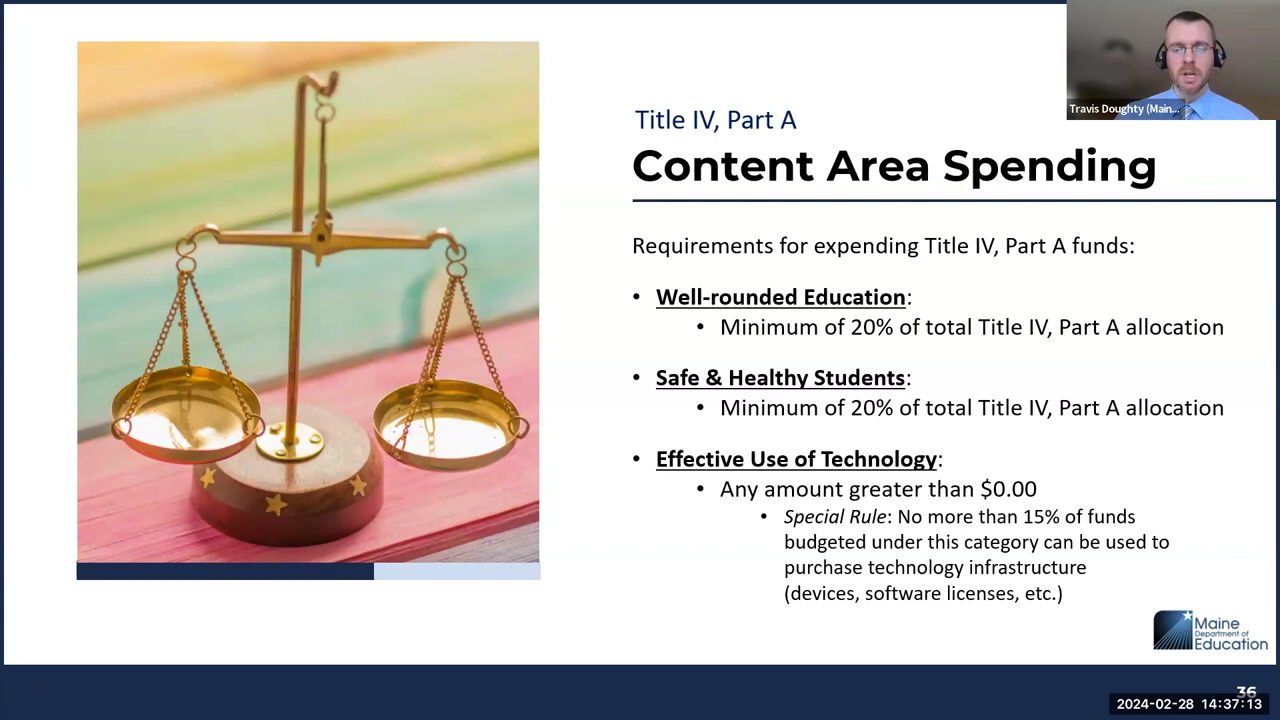 Travis Doughty (Main...
Title IV, Part A
Content Area Spending
Requirements for expending Title IV, Part A funds:
• Well-rounded Education:
• Minimum of 20% of total Title IV, Part A allocation
• Safe & Healthy Students:
• Minimum of 20% of total Title IV, Part A allocation
• Effective Use of Technology:
• Any amount greater than $0.00
• Special Rule: No more than 15% of funds
budgeted under this category can be used to
purchase technology infrastructure
(devices, software licenses, etc.)
Maine
Department of
Education
36
2024-02-28 14:37:13